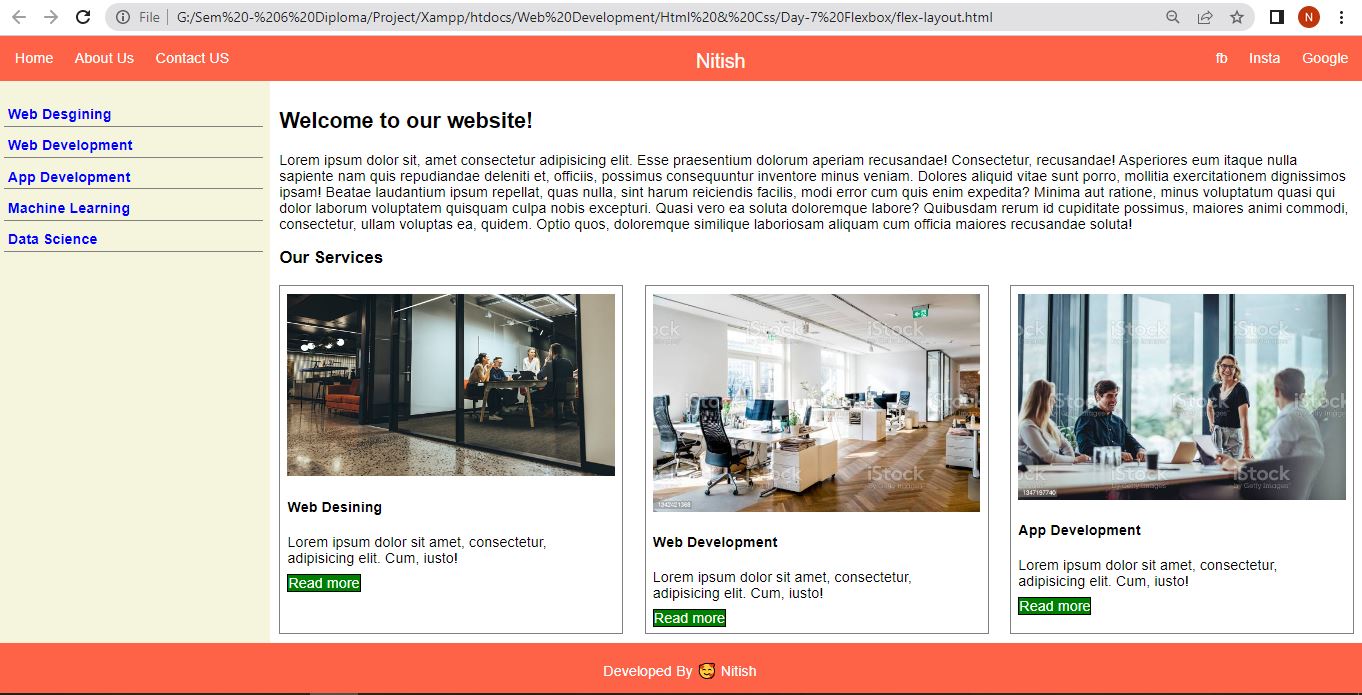 File
G:/Sem%20-%206%20Diploma/Project/Xampp/htdocs/Web%20Development/Html%20&%20Css/Day-7%20Flexbox/flex-layout.html
N
Home About Us Contact US Nitish fb Insta Google
Web Desgining
Web Development
App Development
Machine Learning
Data Science
Welcome to our website!
Lorem ipsum dolor sit, amet consectetur adipisicing elit. Esse praesentium dolorum aperiam recusandae! Consectetur, recusandae! Asperiores eum itaque nulla
sapiente nam quis repudiandae deleniti et, officiis, possimus consequuntur inventore minus veniam. Dolores aliquid vitae sunt porro, mollitia exercitationem dignissimos
ipsam! Beatae laudantium ipsum repellat, quas nulla, sint harum reiciendis facilis, modi error cum quis enim expedita? Minima aut ratione, minus voluptatum quasi qui
dolor laborum voluptatem quisquam culpa nobis excepturi. Quasi vero ea soluta doloremque labore? Quibusdam rerum id cupiditate possimus, maiores animi commodi,
consectetur, ullam voluptas ea, quidem. Optio quos, doloremque similique laboriosam aliquam cum officia maiores recusandae soluta!
Our Services
Web Desining
Lorem ipsum dolor sit amet, consectetur,
adipisicing elit. Cum, iusto!
Read more
iStock
by Getty Images
1342421388
Web Development
Lorem ipsum dolor sit amet, consectetur,
adipisicing elit. Cum, iusto!
Read more
iStock
by Getty Images
1347197740
App Development
Lorem ipsum dolor sit amet, consectetur,
adipisicing elit. Cum, iusto!
Read more
Developed By 🥰 Nitish